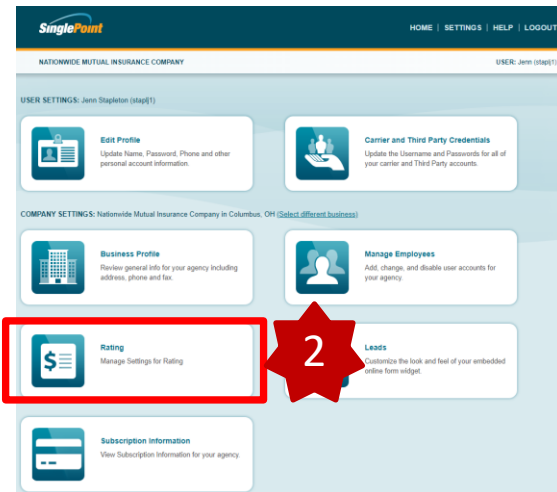 SinglePoint
HOME | SETTINGS | HELP | LOGOUT
NATIONWIDE MUTUAL INSURANCE COMPANY
USER: Jenn (staplj1)
USER SETTINGS: Jenn Stapleton (staplj1)
Edit Profile
Update Name, Password, Phone and other
personal account information.
Carrier and Third Party Credentials
Update the Username and Passwords for all of
your carrier and Third Party accounts.
COMPANY SETTINGS: Nationwide Mutual Insurance Company in Columbus, OH (Select different business)
Business Profile
Review general info for your agency including
address, phone and fax.
Manage Employees
Add, change, and disable user accounts for
your agency.
Rating
Manage Settings for Rating
2
Leads
Customize the look and feel of your embedded
online form widget.
Subscription Information
View Subscription Information for your agency.